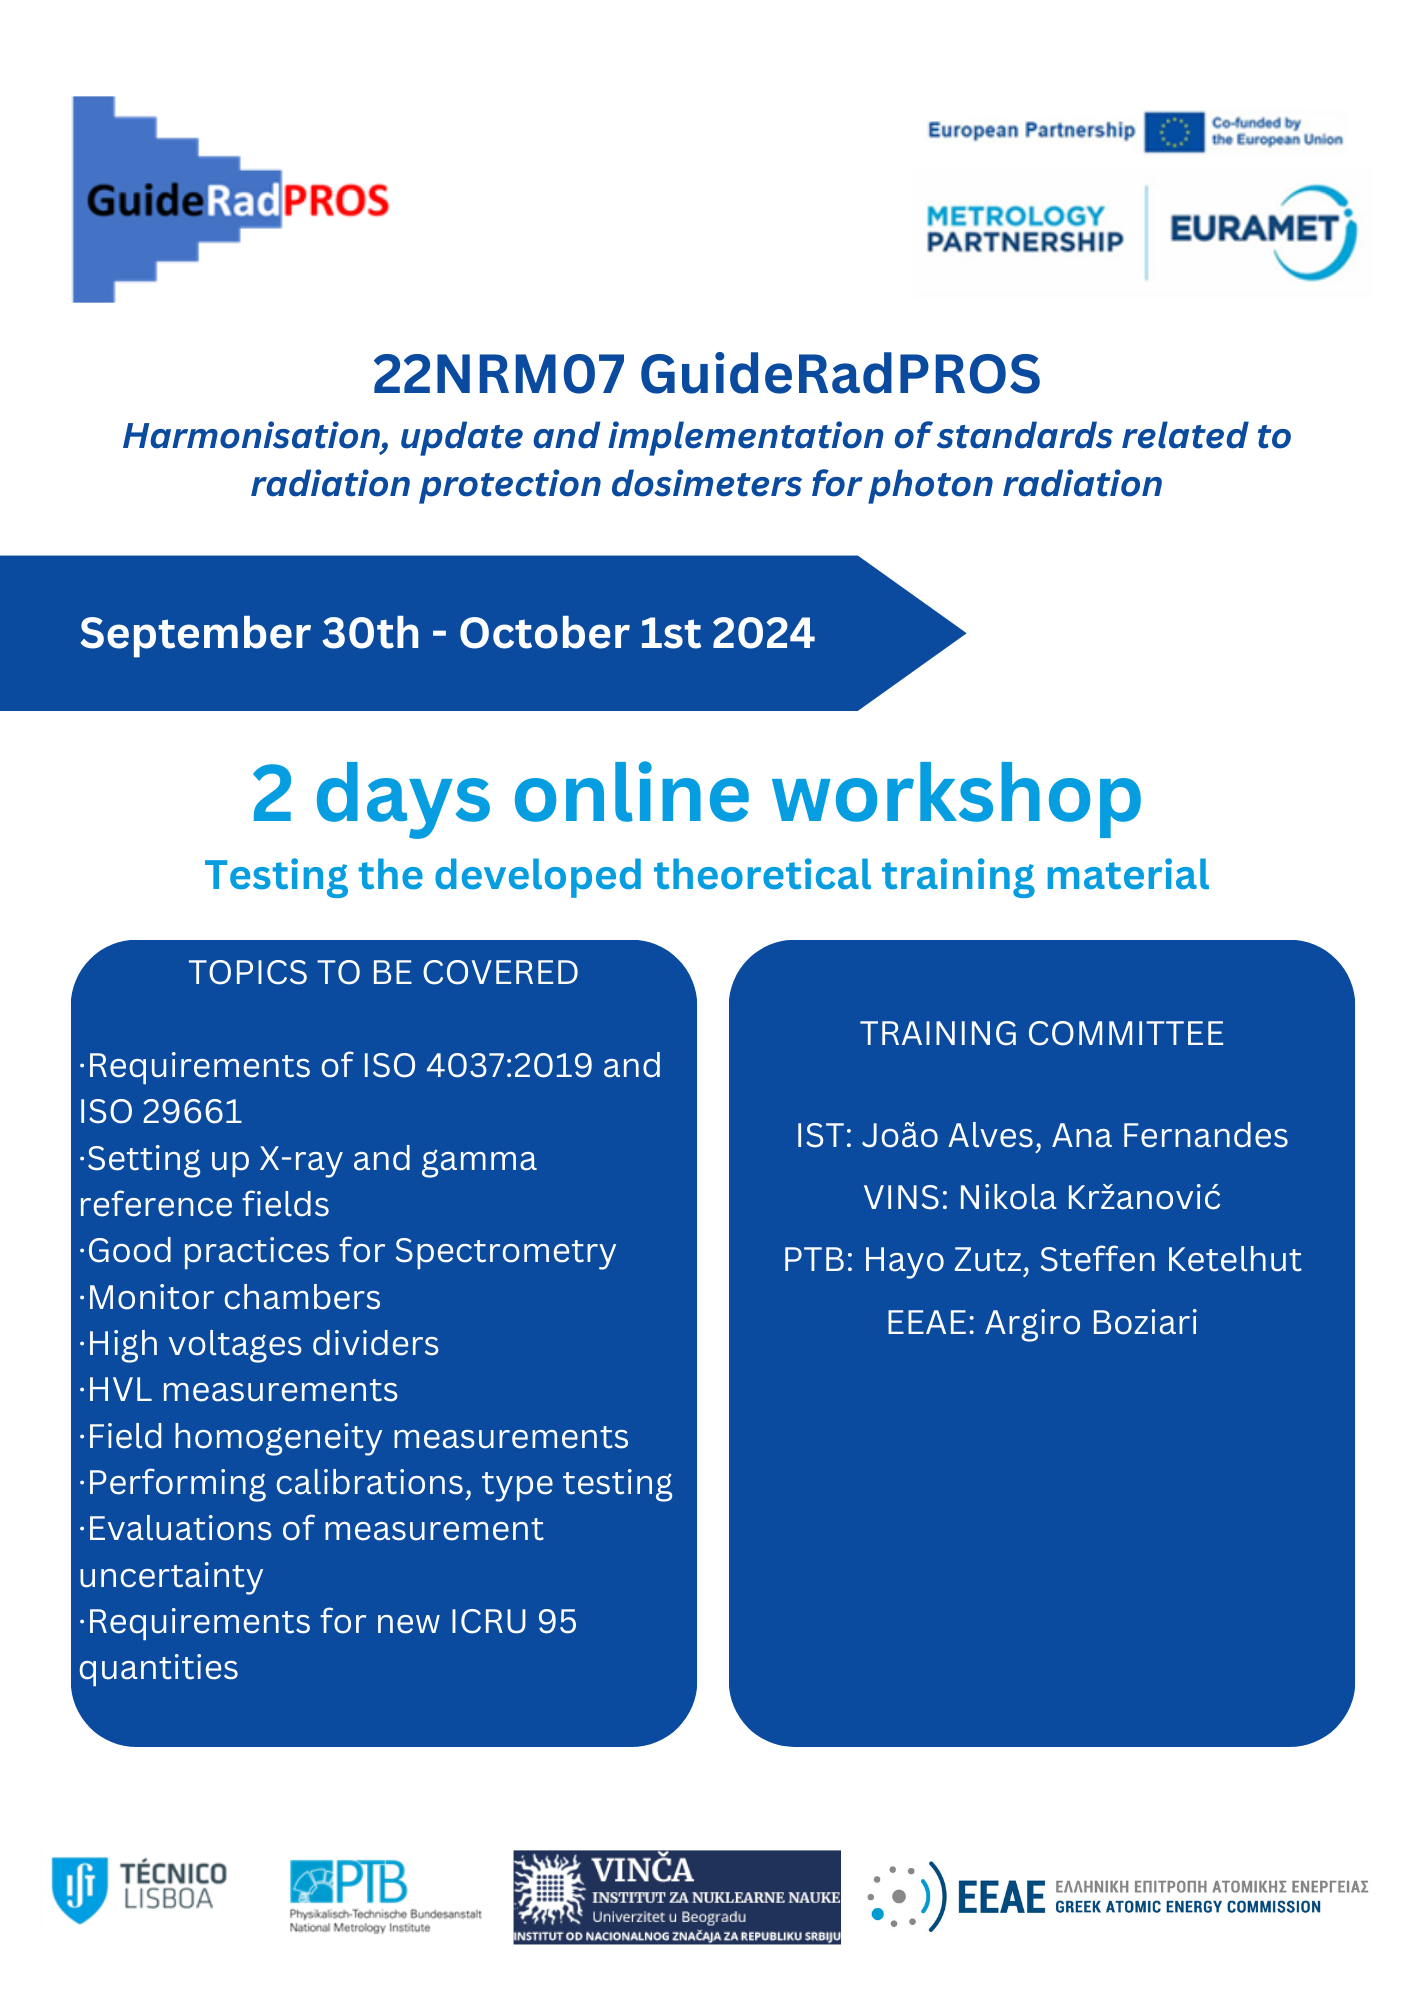 GuideRadPROS
European Partnership
Co-funded by
the European Union
METROLOGY
PARTNERSHIP
EURAMET
22NRM07 GuideRadPROS
Harmonisation, update and implementation of standards related to
radiation protection dosimeters for photon radiation
September 30th - October 1st 2024
2 days online workshop
Testing the developed theoretical training material
TOPICS TO BE COVERED
·Requirements of ISO 4037:2019 and
ISO 29661
·Setting up X-ray and gamma
reference fields
·Good practices for Spectrometry
·Monitor chambers
·High voltages dividers
·HVL measurements
·Field homogeneity measurements
·Performing calibrations, type testing
·Evaluations of measurement
uncertainty
·Requirements for new ICRU 95
quantities
TRAINING COMMITTEE
IST: João Alves, Ana Fernandes
VINS: Nikola Kržanović
PTB: Hayo Zutz, Steffen Ketelhut
EEAE: Argiro Boziari
TÉCNICO
LISBOA
PTB
Physikalisch-Technische Bundesanstalt
National Metrology Institute
VINČA
INSTITUT ZA NUKLEARNE NAUKE
Univerzitet u Beogradu
INSTITUT OD NACIONALNOG ZNAČAJA ZA REPUBLIKU SRBIJU
EEAE
ΕΛΛΗΝΙΚΗ ΕΠΙΤΡΟΠΗ ΑΤΟΜΙΚΗΣ ΕΝΕΡΓΕΙΑΣ
GREEK ATOMIC ENERGY COMMISSION